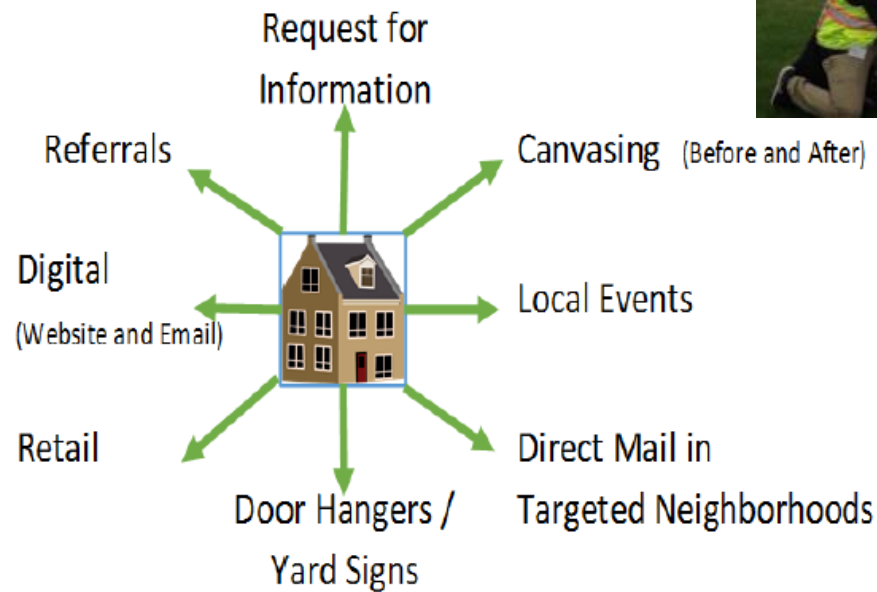 Request for
Information
Referrals
Canvasing (Before and After)
Digital
(Website and Email)
Local Events
Retail
Direct Mail in
Targeted Neighborhoods
Door Hangers /
Yard Signs